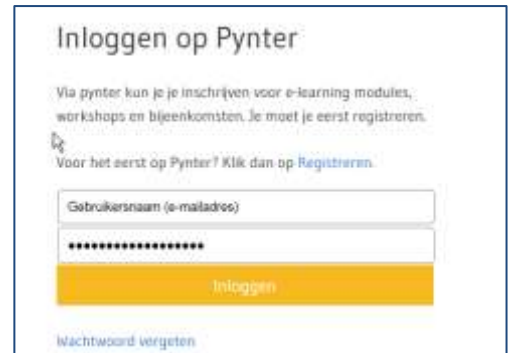 Inloggen op Pynter
Via pynter kun je je inschrijven voor e-learning modules,
workshops en bijeenkomsten. Je moet je eerst registreren.
Voor het eerst op Pynter? Klik dan op Registreren.
Gebruikersnaam (e-mailadres)
••••••••••••••••••
Inloggen
Wachtwoord vergeten